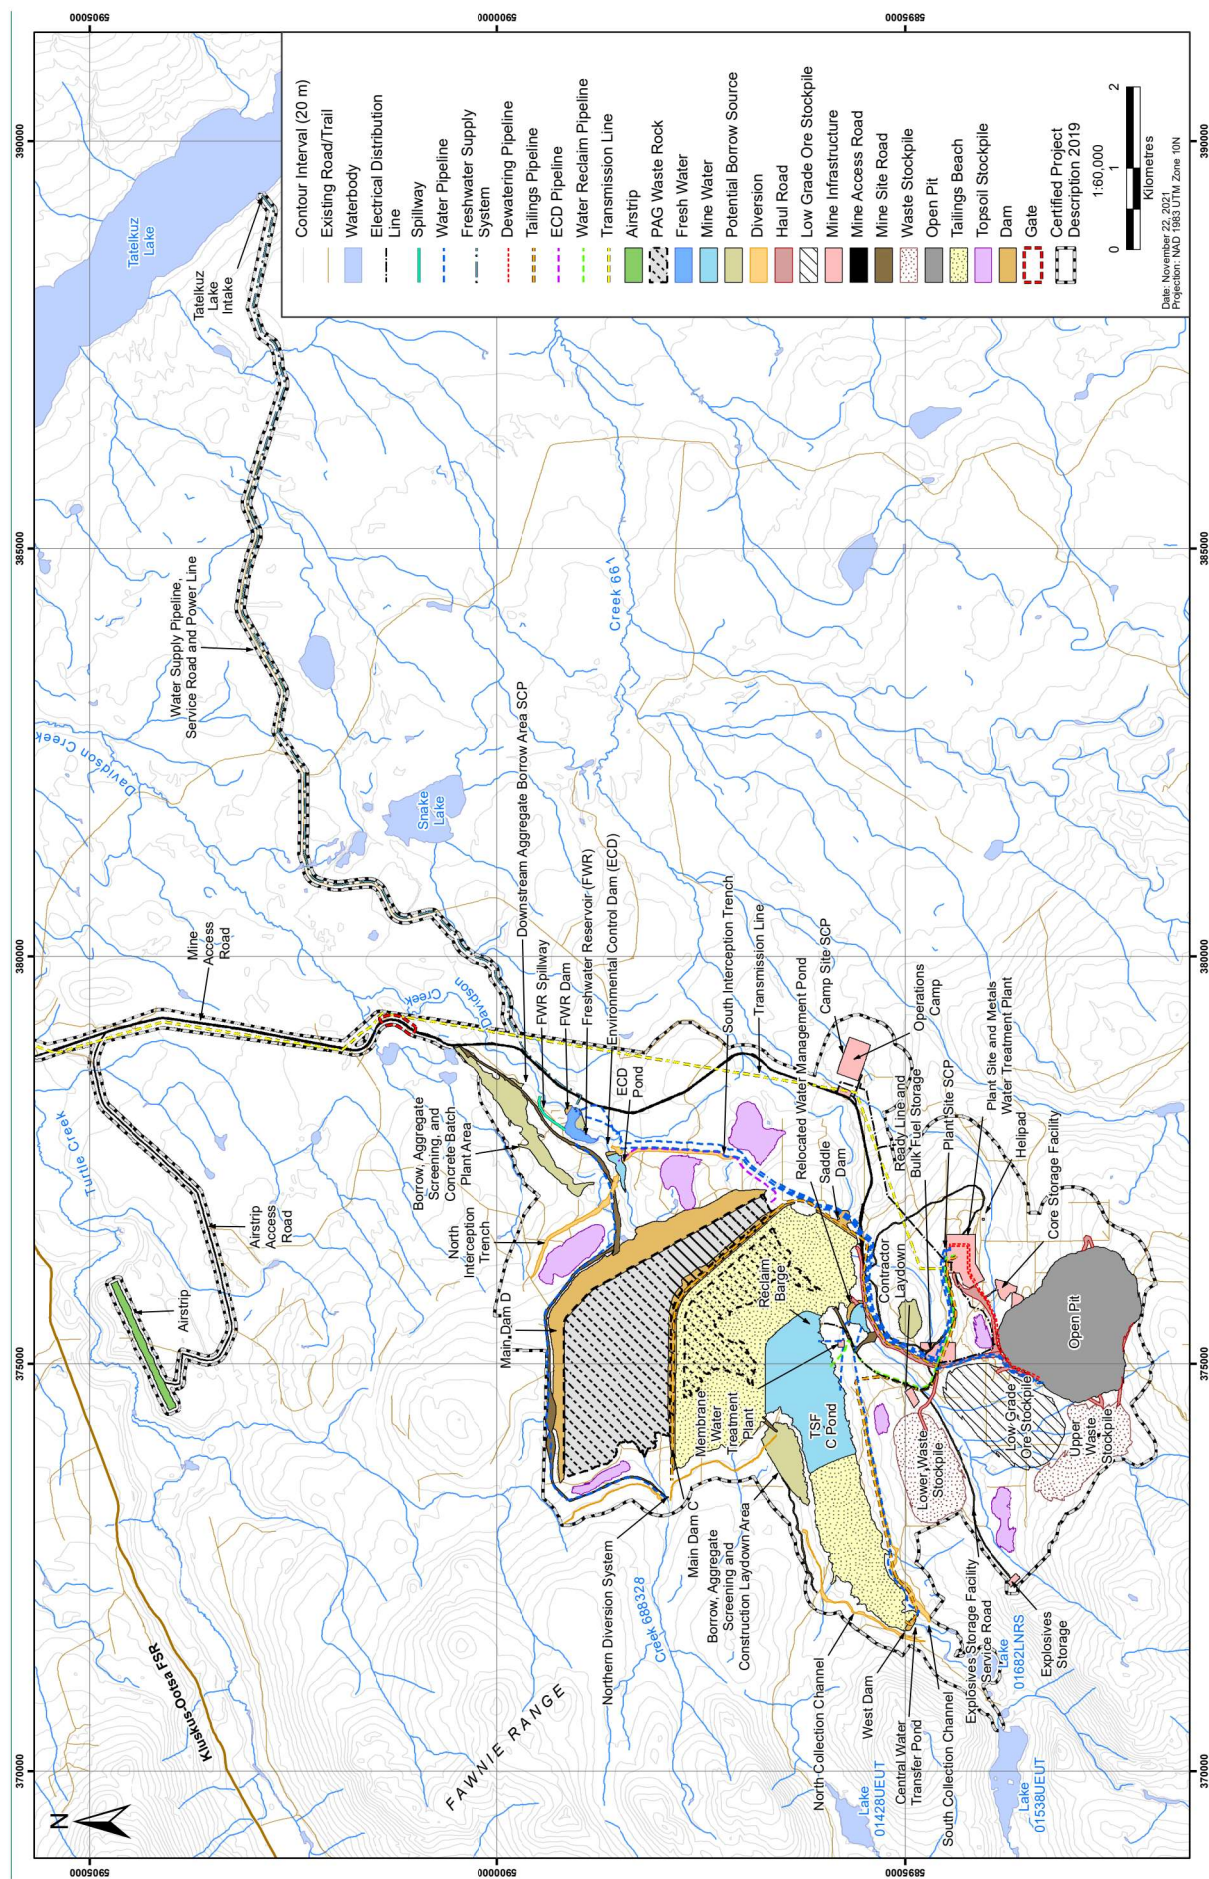 370000
375000
380000
385000
390000
5905000
5900000
5895000
N
Kluskus-Ootsa FSR
FAWNIE RANGE
Turtle Creek
Airstrip
Airstrip
Access
Road
Mine
Access
Road
Davidson Creek
Water Supply Pipeline,
Service Road and Power Line
Tatelkuz
Lake
Intake
Tatelkuz
Lake
Snake
Lake
Davidson
Creek
Creek 661
Borrow, Aggregate
Screening, and
Concrete Batch
Plant Area
North
Interception
Trench
Main Dam D
Downstream Aggregate Borrow Area SCP
FWR Spillway
FWR Dam
Freshwater Reservoir (FWR)
Environmental Control Dam (ECD)
ECD
Pond
South Interception Trench
Transmission Line
Relocated Water Management Pond
Saddle
Dam
Camp Site SCP
Operations
Camp
Ready Line and
Bulk Fuel Storage
Plant Site SCP
Plant Site and Metals
Water Treatment Plant
Helipad
Core Storage Facility
Contractor
Laydown
Reclaim
Barge
Membrane
Water
Treatment
Plant
TSF
C Pond
Open Pit
Low Grade
Ore Stockpile
Upper
Waste
Stockpile
Lower Waste
Stockpile
Northern Diversion System
Creek 688328
Main Dam C
Borrow, Aggregate
Screening and
Construction Laydown Area
North Collection Channel
West Dam
Central Water
Transfer Pond
South Collection Channel
Explosives Storage Facility
Service Road
Explosives
Storage
Lake
01682LNRS
Lake
01428UEUT
Lake
01538UEUT
Contour Interval (20 m)
Existing Road/Trail
Waterbody
Electrical Distribution
Line
Spillway
Water Pipeline
Freshwater Supply
System
Dewatering Pipeline
Tailings Pipeline
ECD Pipeline
Water Reclaim Pipeline
Transmission Line
Airstrip
PAG Waste Rock
Fresh Water
Mine Water
Potential Borrow Source
Diversion
Haul Road
Low Grade Ore Stockpile
Mine Infrastructure
Mine Access Road
Mine Site Road
Waste Stockpile
Open Pit
Tailings Beach
Topsoil Stockpile
Dam
Gate
Certified Project
Description 2019
1:60,000
0 1 2
Kilometres
Date: November 22, 2021
Projection: NAD 1983 UTM Zone 10N
370000
375000
380000
385000
390000
5905000
5900000
5895000